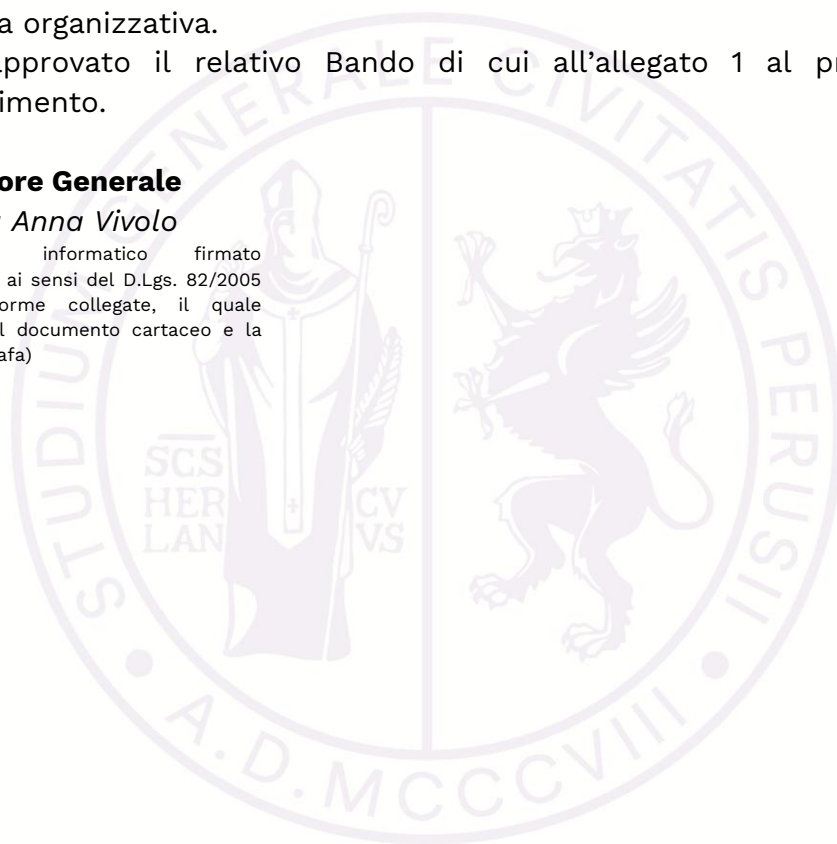 a organizzativa.
approvato il relativo Bando di cui all'allegato 1 al pr
imento.
ore Generale
Anna Vivolo
informatico firmato
ai sensi del D.Lgs. 82/2005
orme collegate, il quale
l documento cartaceo e la
afa)
STUDIUM GENERALE CIVITATIS PERUSII
SCS
HER
LAN
CV
VS
A.D. MCCCVIII